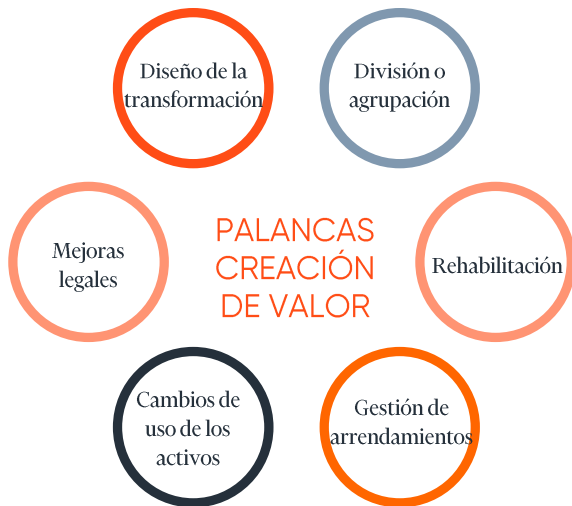 Diseño de la
transformación
División o
agrupación
Mejoras
legales
PALANCAS
CREACIÓN
DE VALOR
Rehabilitación
Cambios de
uso de los
activos
Gestión de
arrendamientos